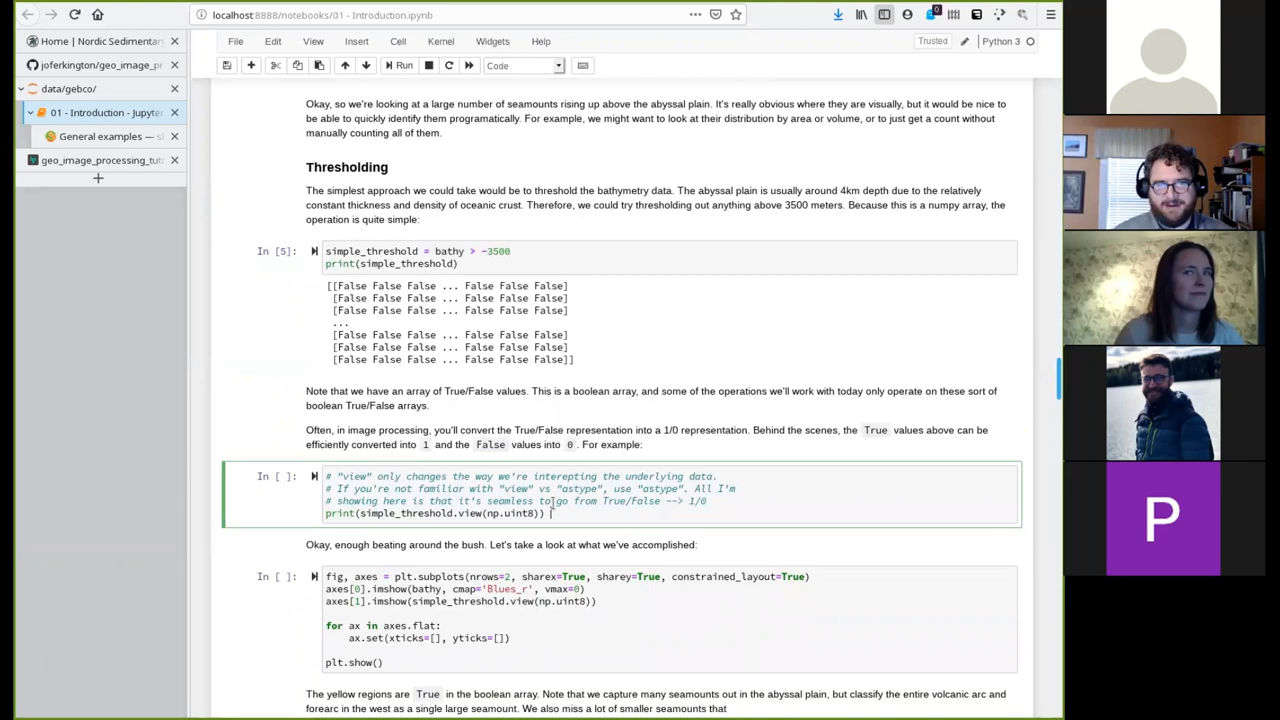 localhost:8888/notebooks/01 - Introduction.ipynb
Home | Nordic Sedimentar
joferkington/geo_image_pr
data/gebco/
01 - Introduction - Jupyter
General examples — s
geo_image_processing_tut
File Edit View Insert Cell Kernel Widgets Help
Trusted
Python 3
Run
Code
Okay, so we're looking at a large number of seamounts rising up above the abyssal plain. It's really obvious where they are visually, but it would be nice to
be able to quickly identify them programatically. For example, we might want to look at their distribution by area or volume, or to just get a count without
manually counting all of them.
Thresholding
The simplest approach we could take would be to threshold the bathymetry data. The abyssal plain is usually around 4km depth due to the relatively
constant thickness and density of oceanic crust. Therefore, we could try thresholding out anything above 3500 meters. Because this is a numpy array, the
operation is quite simple:
In [5]:
simple_threshold = bathy > -3500
print(simple_threshold)
[[False False False ... False False False]
[False False False ... False False False]
[False False False ... False False False]
...
[False False False ... False False False]
[False False False ... False False False]
[False False False ... False False False]]
Note that we have an array of True/False values. This is a boolean array, and some of the operations we'll work with today only operate on these sort of
boolean True/False arrays.
Often, in image processing, you'll convert the True/False representation into a 1/0 representation. Behind the scenes, the True values above can be
efficiently converted into 1 and the False values into 0 . For example:
In [ ]:
# "view" only changes the way we're interepting the underlying data.
# If you're not familiar with "view" vs "astype", use "astype". All I'm
# showing here is that it's seamless to go from True/False --> 1/0
print(simple_threshold.view(np.uint8))
Okay, enough beating around the bush. Let's take a look at what we've accomplished:
In [ ]:
fig, axes = plt.subplots(nrows=2, sharex=True, sharey=True, constrained_layout=True)
axes[0].imshow(bathy, cmap='Blues_r', vmax=0)
axes[1].imshow(simple_threshold.view(np.uint8))
for ax in axes.flat:
ax.set(xticks=[], yticks=[])
plt.show()
The yellow regions are True in the boolean array. Note that we capture many seamounts out in the abyssal plain, but classify the entire volcanic arc and
forearc in the west as a single large seamount. We also miss a lot of smaller seamounts that
P